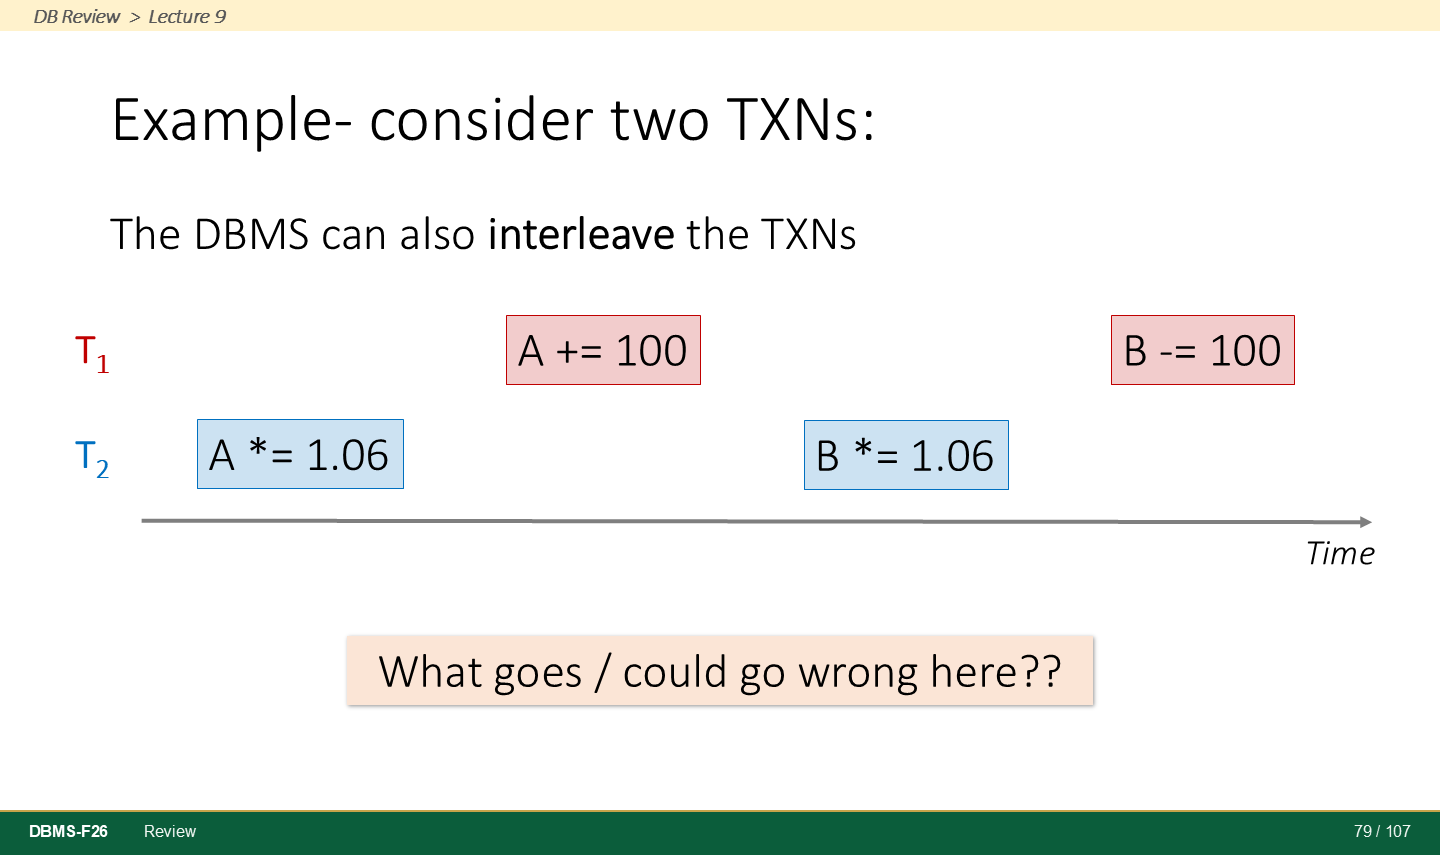 DB Review > Lecture 9
Example- consider two TXNs:
The DBMS can also interleave the TXNs
T1
A += 100
B -= 100
T2
A *= 1.06
B *= 1.06
Time
What goes / could go wrong here??
DBMS-F26 Review 79 / 107